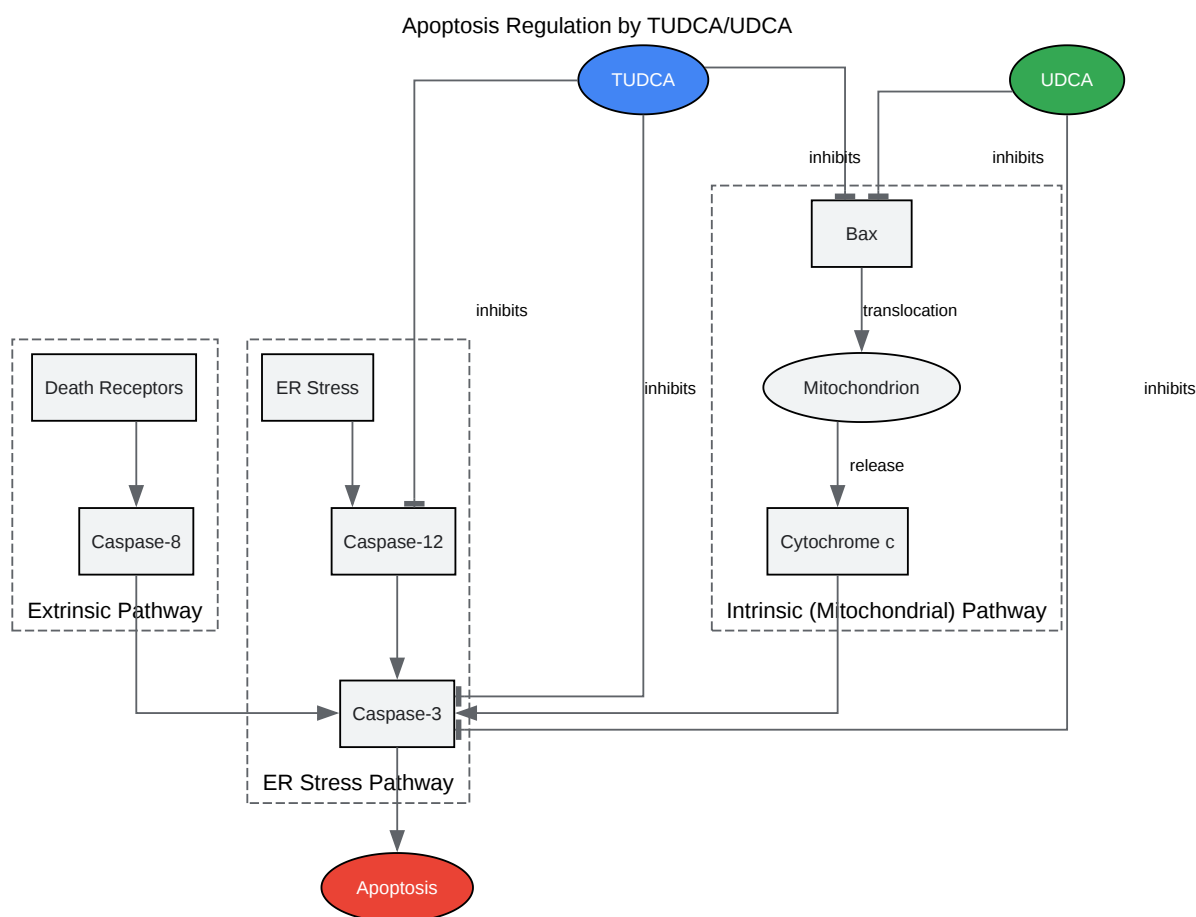 Apoptosis Regulation by TUDCA/UDCA
TUDCA
UDCA
inhibits
inhibits
Bax
inhibits
translocation
Death Receptors
ER Stress
inhibits
Mitochondrion
inhibits
release
Caspase-8
Caspase-12
Cytochrome c
Extrinsic Pathway
Intrinsic (Mitochondrial) Pathway
Caspase-3
ER Stress Pathway
Apoptosis